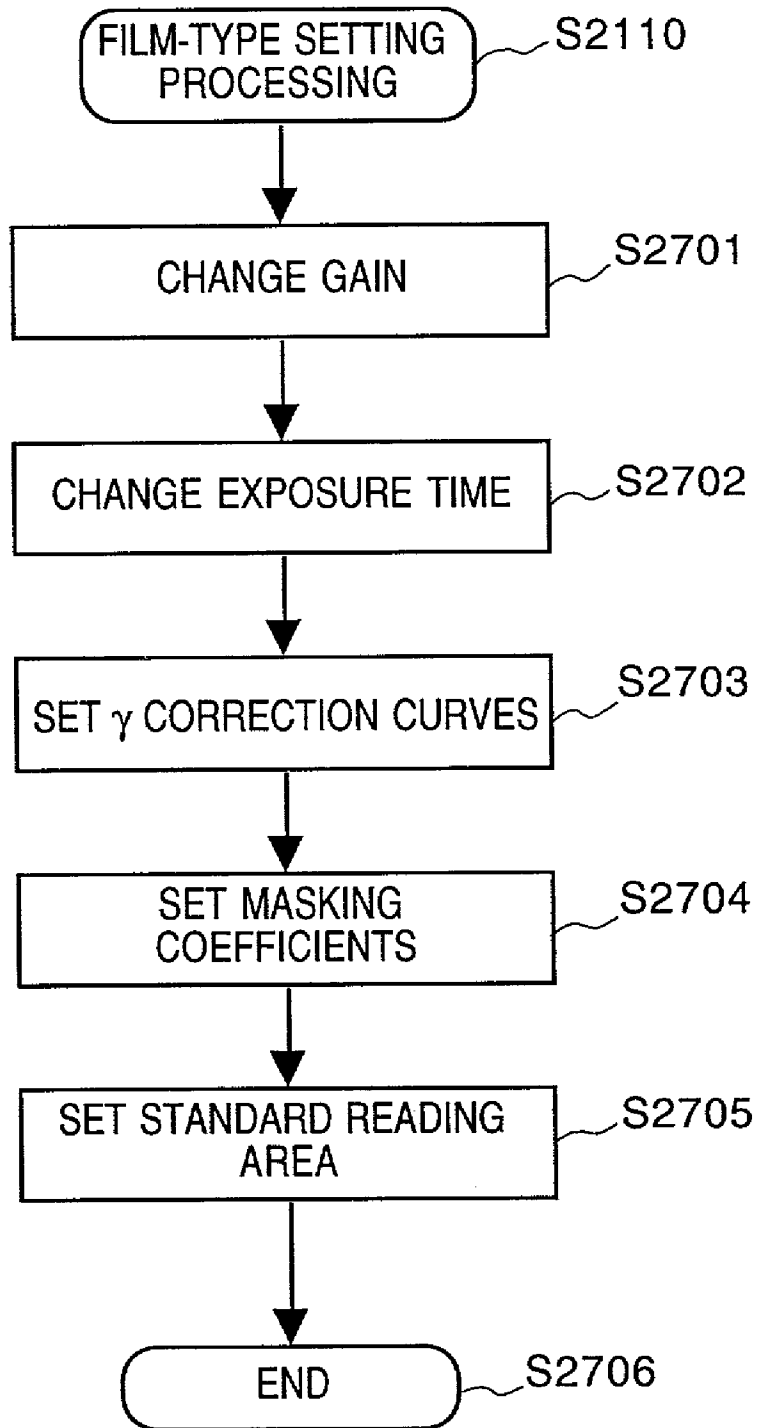 FILM-TYPE SETTING
PROCESSING
S2110
CHANGE GAIN
S2701
CHANGE EXPOSURE TIME
S2702
SET γ CORRECTION CURVES
S2703
SET MASKING
COEFFICIENTS
S2704
SET STANDARD READING
AREA
S2705
END
S2706